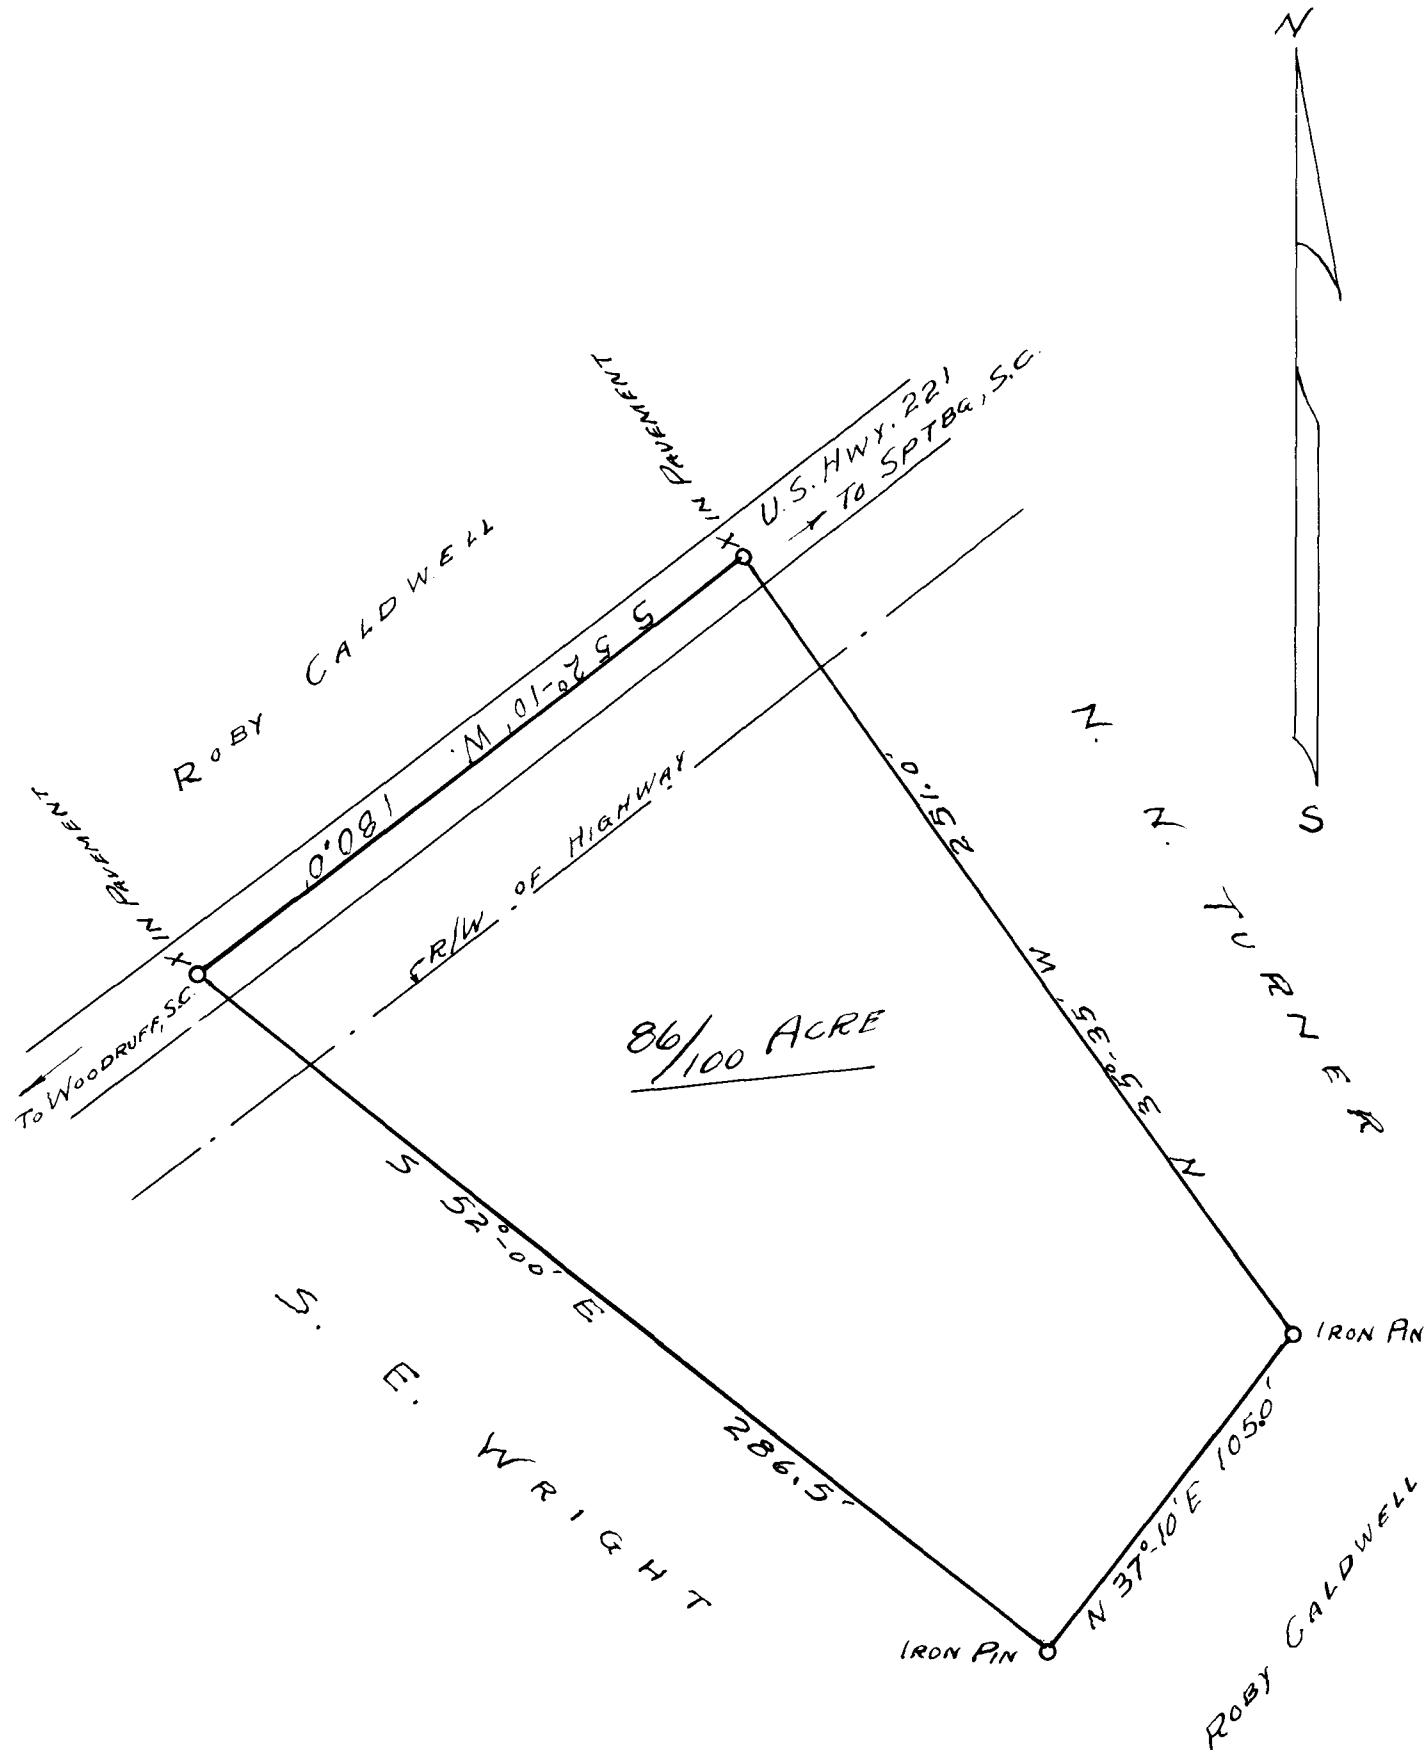 N
S
IN PAVEMENT
X
U.S. HWY. 221
TO SPTBG, S.C.
ROBY CALDWELL
S 52°-10' W.
180.0'
IN PAVEMENT
X
TO WOODRUFF, S.C.
R/W OF HIGHWAY
N 35°-35' W 251.0'
TURNER
86/100 ACRE
S 52°-00' E 286.5'
S. E. WRIGHT
IRON PIN
N 37°-10' E 105.0'
IRON PIN
ROBY CALDWELL